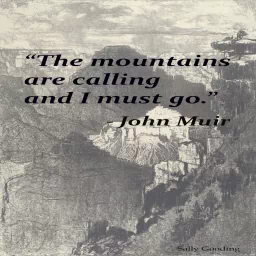 “The mountains
are calling
and I must go.”
- John Muir
Sally Gooding